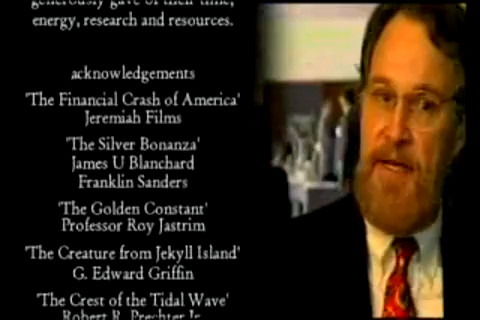 generously gave of their time,
energy, research and resources.
acknowledgements
'The Financial Crash of America'
Jeremiah Films
'The Silver Bonanza'
James U Blanchard
Franklin Sanders
'The Golden Constant'
Professor Roy Jastrim
'The Creature from Jekyll Island'
G. Edward Griffin
'The Crest of the Tidal Wave'
Robert R. Prechter Jr.